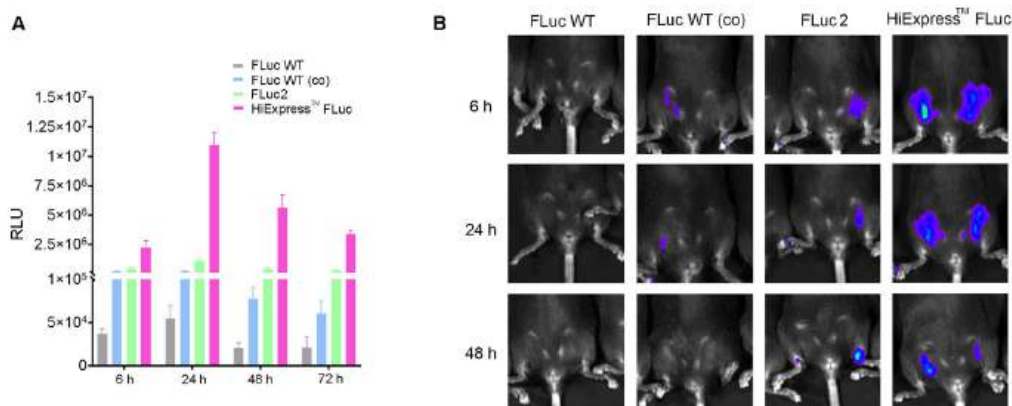 A
FLuc WT
FLuc WT (co)
FLuc2
HiExpress™ FLuc
1.5×10⁷
1.25×10⁷
1×10⁷
7.5×10⁶
5×10⁶
2.5×10⁶
1×10⁵
5×10⁴
0
RLU
6 h 24 h 48 h 72 h
B
FLuc WT FLuc WT (co) FLuc 2 HiExpress™ FLuc
6 h
24 h
48 h